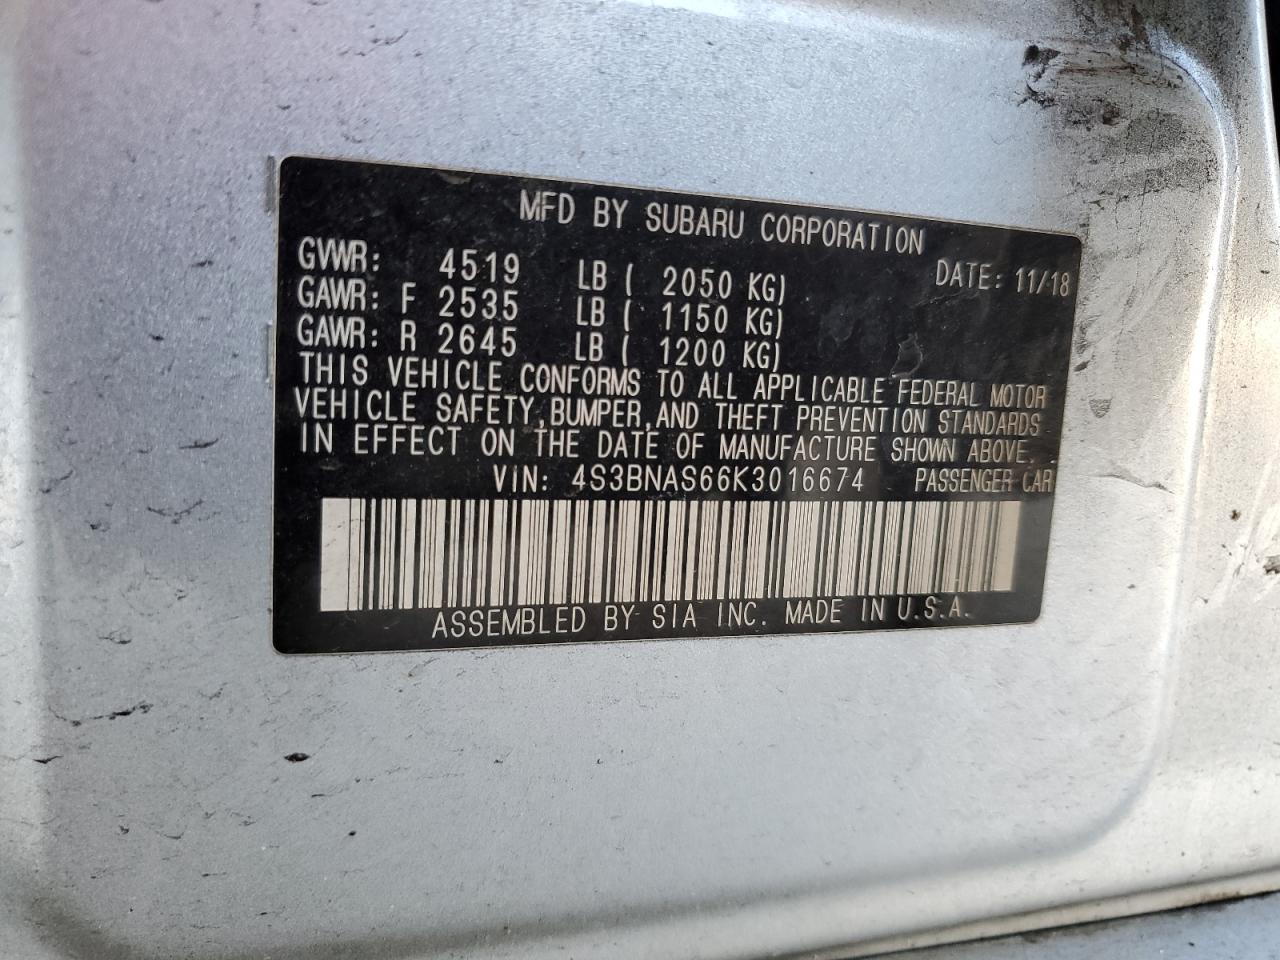 MFD BY SUBARU CORPORATION
GVWR: 4519 LB ( 2050 KG) DATE: 11/18
GAWR: F 2535 LB ( 1150 KG)
GAWR: R 2645 LB ( 1200 KG)
THIS VEHICLE CONFORMS TO ALL APPLICABLE FEDERAL MOTOR
VEHICLE SAFETY, BUMPER, AND THEFT PREVENTION STANDARDS
IN EFFECT ON THE DATE OF MANUFACTURE SHOWN ABOVE.
VIN: 4S3BNAS66K3016674 PASSENGER CAR
ASSEMBLED BY SIA INC. MADE IN U.S.A.